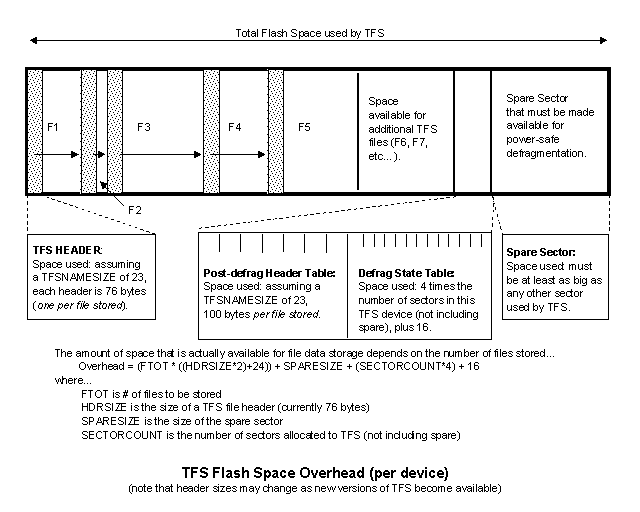 Total Flash Space used by TFS
F1
F3
F4
F5
F2
Space
available for
additional TFS
files (F6, F7,
etc... ).
Spare Sector
that must be made
available for
power-safe
defragmentation.
TFS HEADER:
Space used: assuming
a TFSNAMESIZE of 23,
each header is 76 bytes
(one per file stored).
Post-defrag Header Table:
Space used: assuming a
TFSNAMESIZE of 23,
100 bytes per file stored.
Defrag State Table:
Space used: 4 times the
number of sectors in this
TFS device (not including
spare), plus 16.
Spare Sector:
Space used: must
be at least as big as
any other sector
used by TFS.
The amount of space that is actually available for file data storage depends on the number of files stored...
Overhead = (FTOT * ((HDRSIZE*2)+24)) + SPARESIZE + (SECTORCOUNT*4) + 16
where...
FTOT is # of files to be stored
HDRSIZE is the size of a TFS file header (currently 76 bytes)
SPARESIZE is the size of the spare sector
SECTORCOUNT is the number of sectors allocated to TFS (not including spare)
TFS Flash Space Overhead (per device)
(note that header sizes may change as new versions of TFS become available)